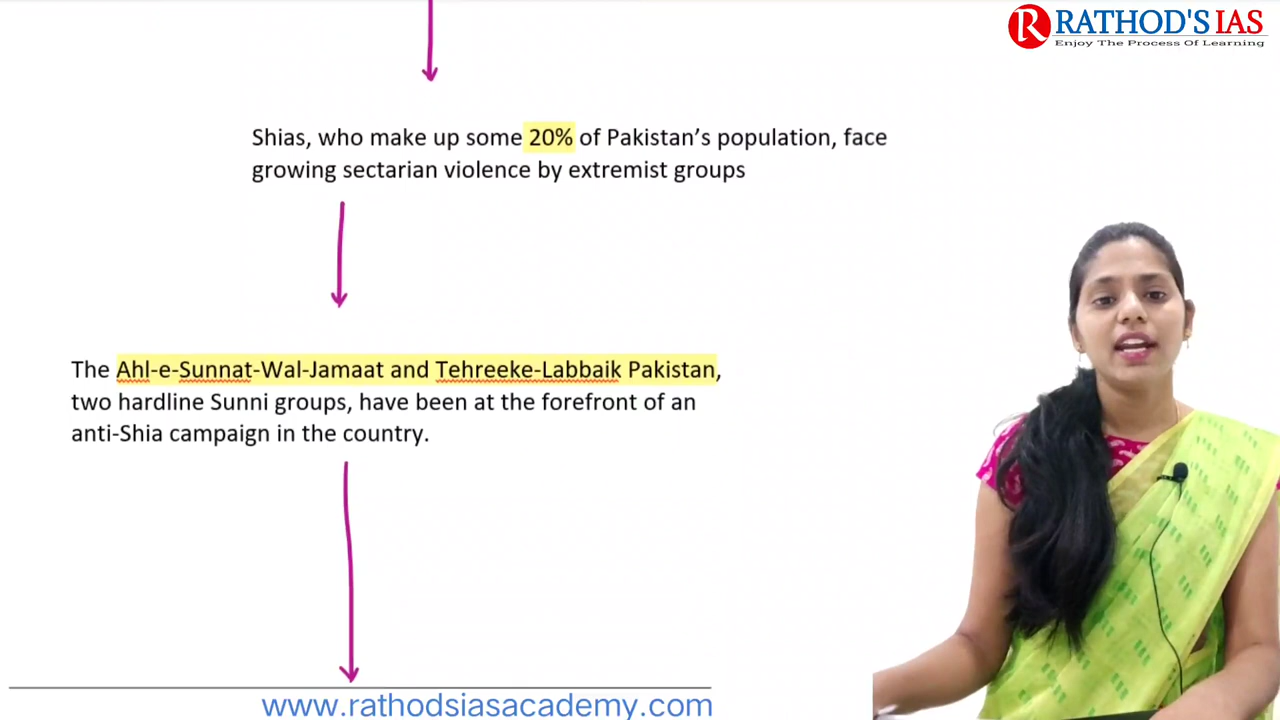 RATHOD'S IAS
Enjoy The Process Of Learning
Shias, who make up some 20% of Pakistan's population, face
growing sectarian violence by extremist groups
The Ahl-e-Sunnat-Wal-Jamaat and Tehreeke-Labbaik Pakistan,
two hardline Sunni groups, have been at the forefront of an
anti-Shia campaign in the country.
www.rathodsiasacademy.com